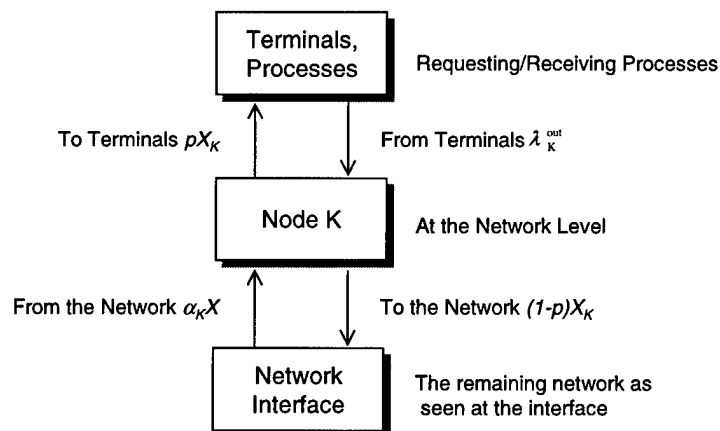 Terminals,
Processes
Requesting/Receiving Processes
To Terminals pX_K
From Terminals λ_K^out
Node K
At the Network Level
From the Network α_KX
To the Network (1-p)X_K
Network
Interface
The remaining network as
seen at the interface